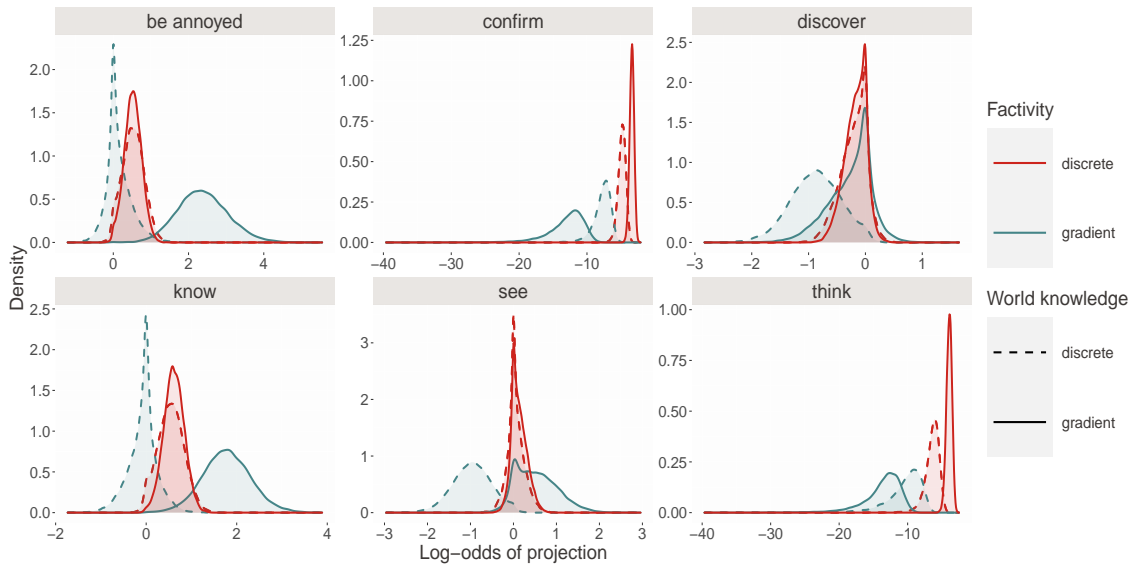 be annoyed
confirm
discover
Density
2.0
1.5
1.0
0.5
0.0
0 2 4
1.25
1.00
0.75
0.50
0.25
0.00
−40 −30 −20 −10
2.5
2.0
1.5
1.0
0.5
0.0
−3 −2 −1 0 1
know
see
think
2.5
2.0
1.5
1.0
0.5
0.0
−2 0 2 4
3
2
1
0
−3 −2 −1 0 1 2 3
1.00
0.75
0.50
0.25
0.00
−40 −30 −20 −10
Log−odds of projection
Factivity
discrete
gradient
World knowledge
discrete
gradient